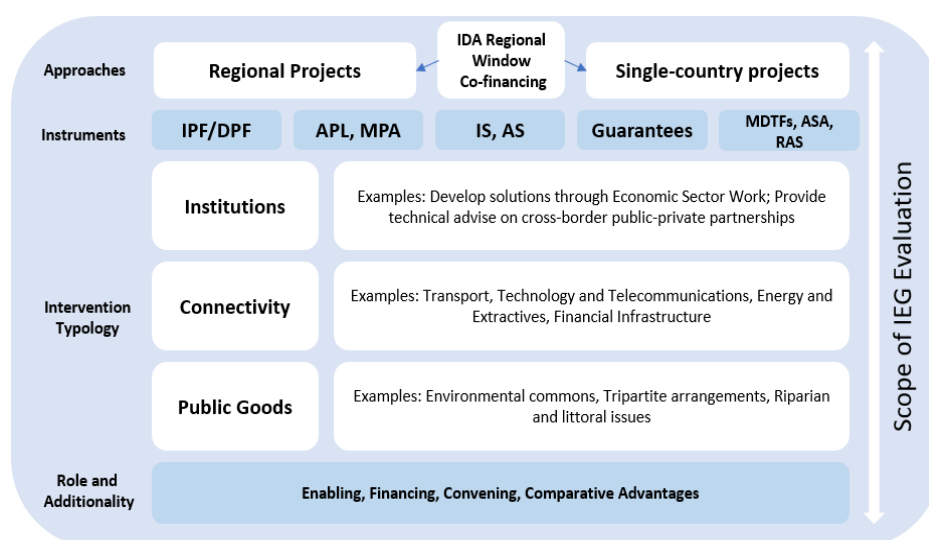 Approaches
Regional Projects
IDA Regional
Window
Co-financing
Single-country projects
Instruments
IPF/DPF
APL, MPA
IS, AS
Guarantees
MDTFs, ASA,
RAS
Institutions
Examples: Develop solutions through Economic Sector Work; Provide
technical advise on cross-border public-private partnerships
Intervention
Typology
Connectivity
Examples: Transport, Technology and Telecommunications, Energy and
Extractives, Financial Infrastructure
Public Goods
Examples: Environmental commons, Tripartite arrangements, Riparian
and littoral issues
Role and
Additionality
Enabling, Financing, Convening, Comparative Advantages
Scope of IEG Evaluation